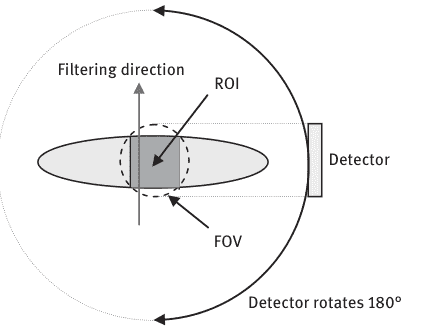 Filtering direction
ROI
Detector
FOV
Detector rotates 180°